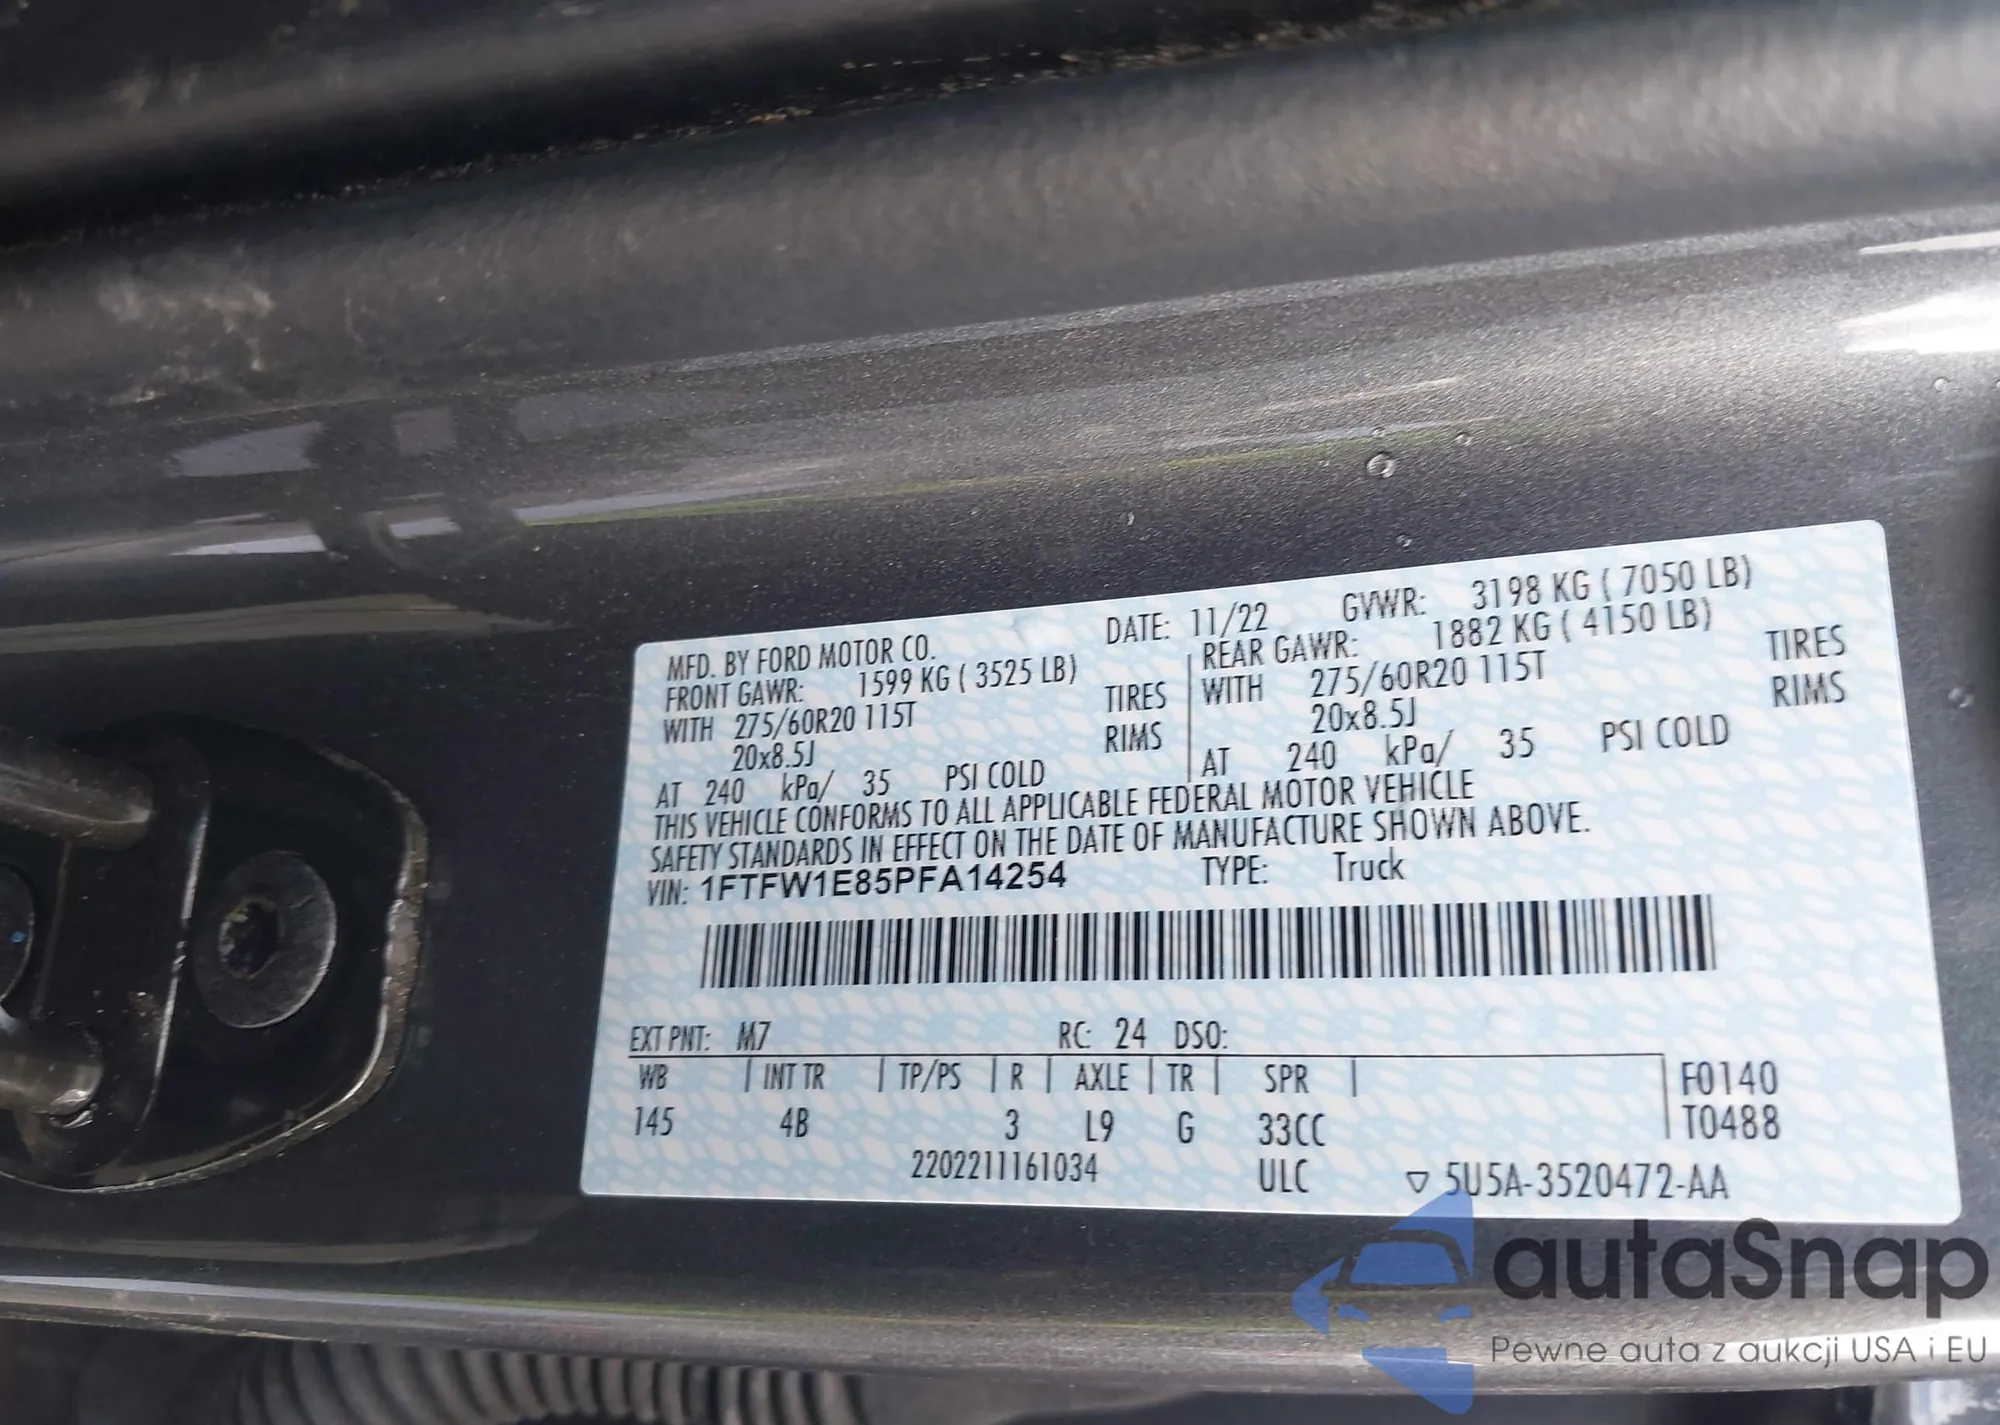 MFD. BY FORD MOTOR CO. DATE: 11/22 GVWR: 3198 KG ( 7050 LB)
FRONT GAWR: 1599 KG ( 3525 LB) REAR GAWR: 1882 KG ( 4150 LB)
WITH 275/60R20 115T TIRES WITH 275/60R20 115T TIRES
20x8.5J RIMS 20x8.5J RIMS
AT 240 kPa/ 35 PSI COLD AT 240 kPa/ 35 PSI COLD
THIS VEHICLE CONFORMS TO ALL APPLICABLE FEDERAL MOTOR VEHICLE
SAFETY STANDARDS IN EFFECT ON THE DATE OF MANUFACTURE SHOWN ABOVE.
VIN: 1FTFW1E85PFA14254 TYPE: Truck
EXT PNT: M7 RC: 24 DSO:
WB INT TR TP/PS R AXLE TR SPR F0140
145 4B 3 L9 G 33CC T0488
2202211161034 ULC ▽ 5U5A-3520472-AA
autaSnap
Pewne auta z aukcji USA i EU